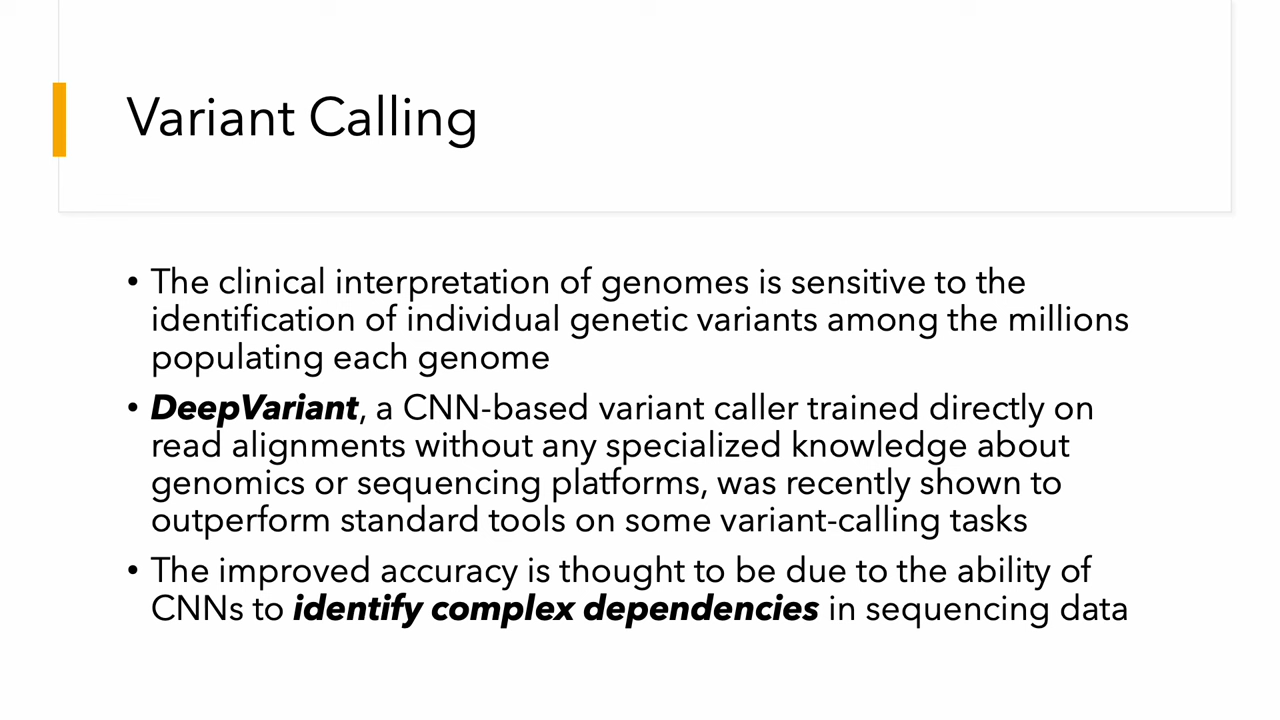 Variant Calling
• The clinical interpretation of genomes is sensitive to the
identification of individual genetic variants among the millions
populating each genome
• DeepVariant, a CNN-based variant caller trained directly on
read alignments without any specialized knowledge about
genomics or sequencing platforms, was recently shown to
outperform standard tools on some variant-calling tasks
• The improved accuracy is thought to be due to the ability of
CNNs to identify complex dependencies in sequencing data